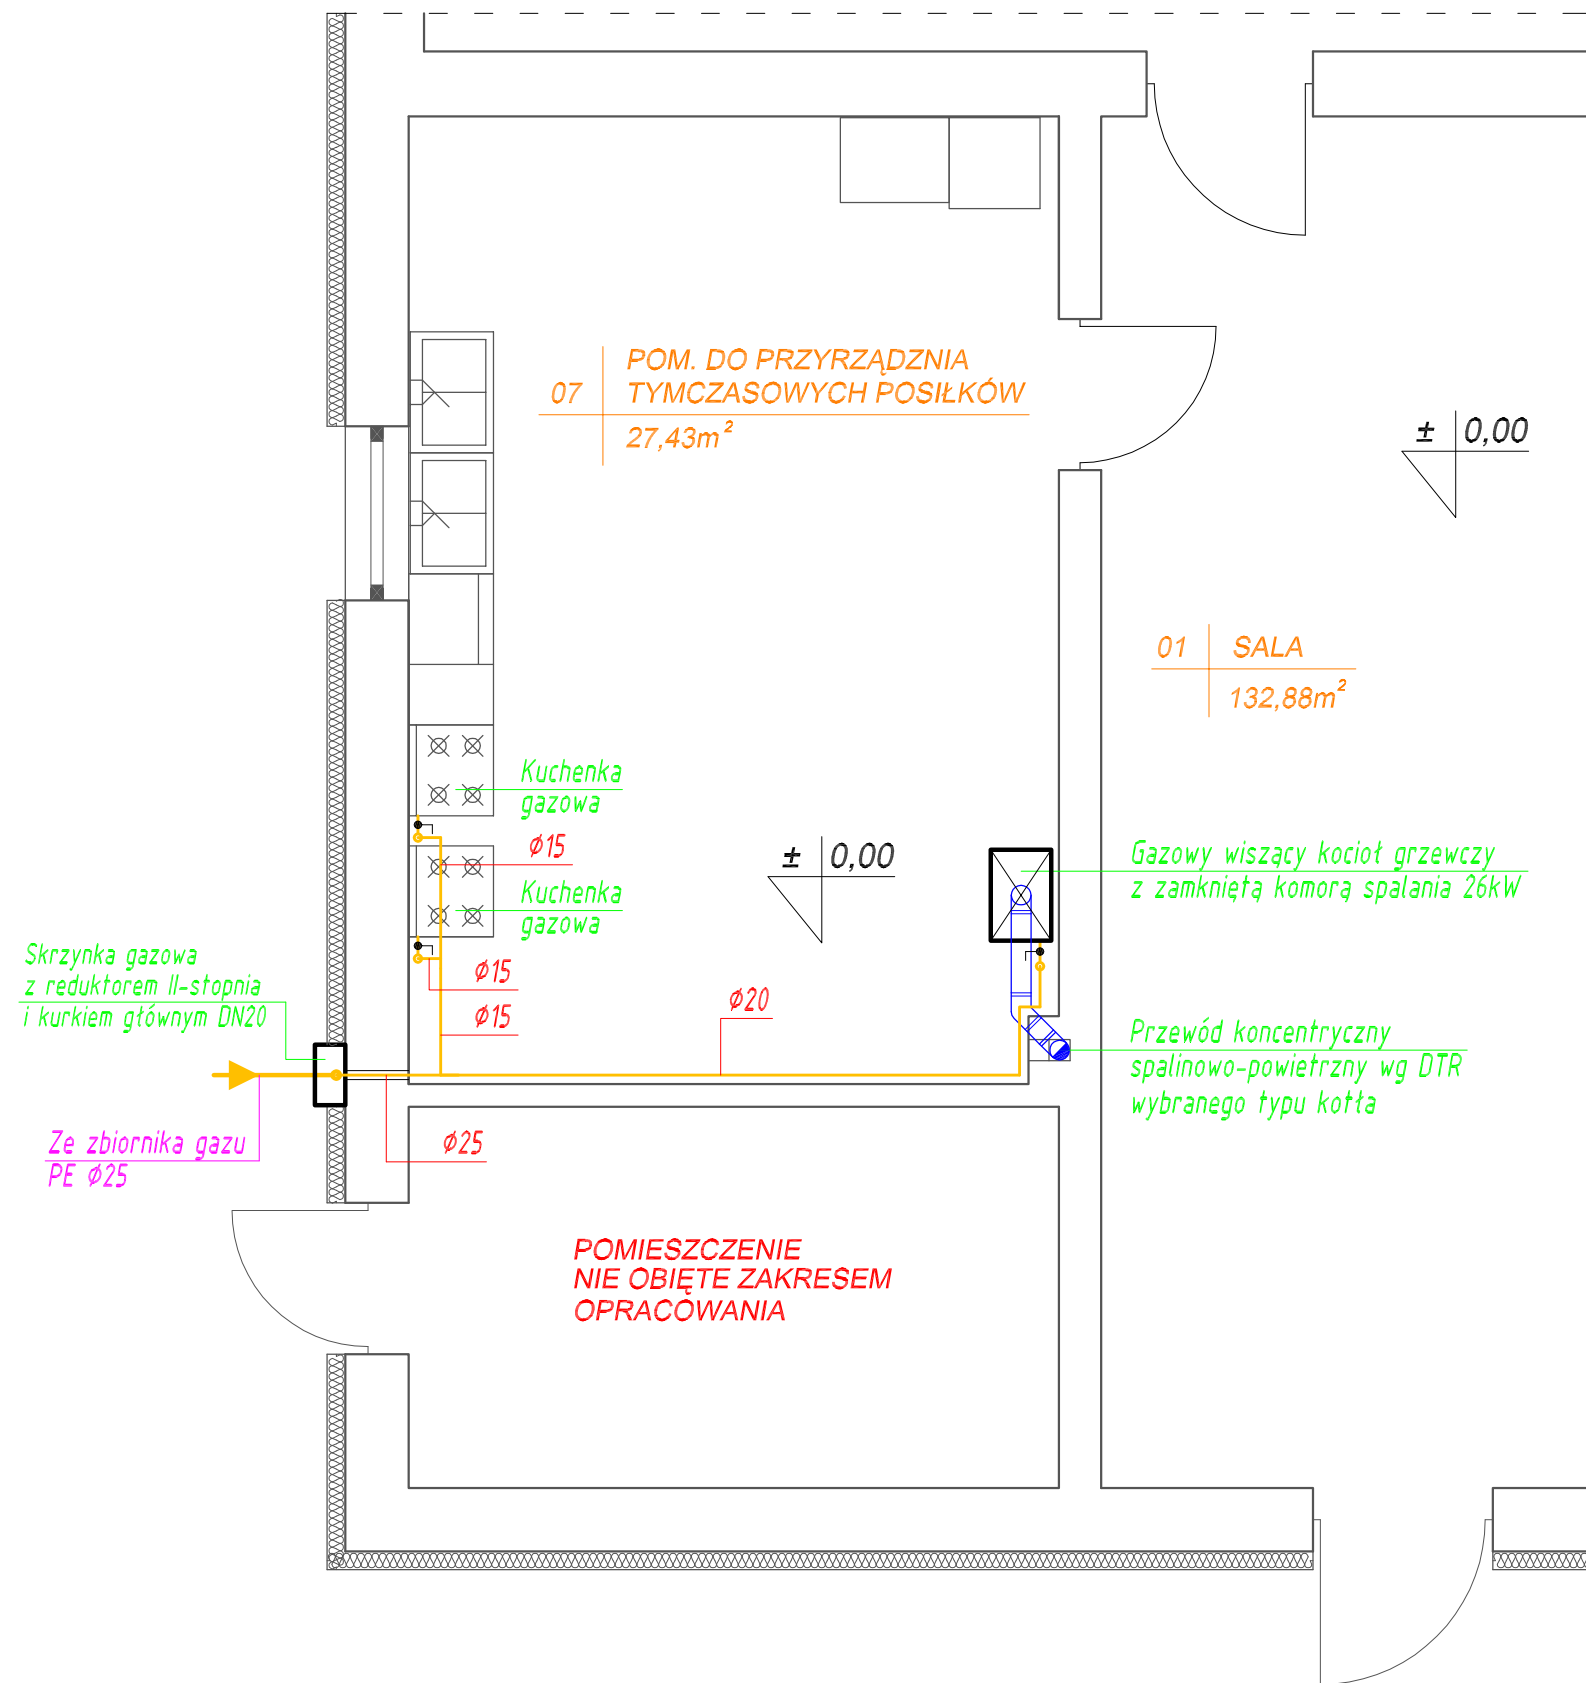 07
POM. DO PRZYRZĄDZNIA
TYMCZASOWYCH POSIŁKÓW
27,43m²
± 0,00
01 SALA
132,88m²
Kuchenka
gazowa
ø15
± 0,00
Kuchenka
gazowa
Gazowy wiszący kocioł grzewczy
z zamkniętą komorą spalania 26kW
Skrzynka gazowa
z reduktorem II-stopnia
i kurkiem głównym DN20
ø15
ø15
ø20
Przewód koncentryczny
spalinowo-powietrzny wg DTR
wybranego typu kotła
Ze zbiornika gazu
PE ø25
ø25
POMIESZCZENIE
NIE OBIĘTE ZAKRESEM
OPRACOWANIA